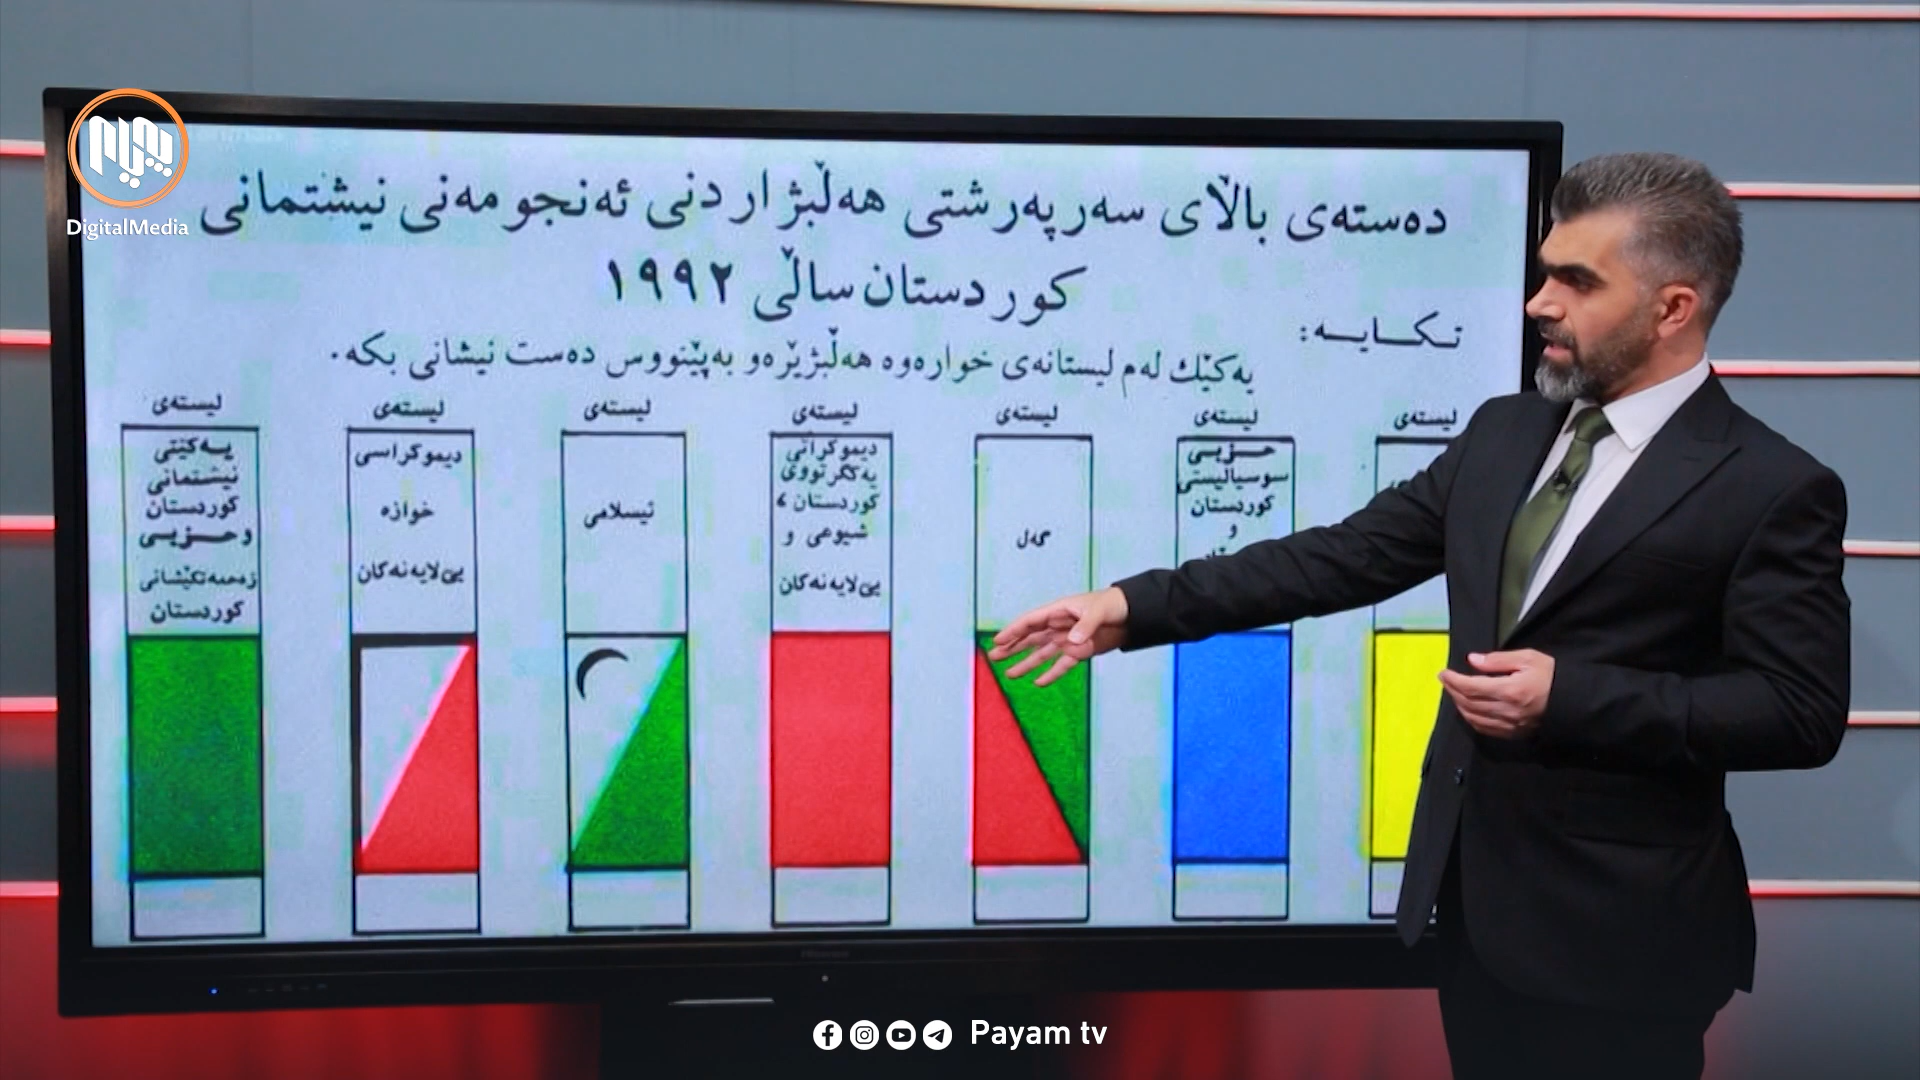 پەیام
DigitalMedia
دەستەی باڵای سەرپەرشتی هەڵبژاردنی ئەنجومەنی نیشتمانی
کوردستان ساڵی ١٩٩٢
تکایە:
یەکێك لەم لیستانەی خوارەوە هەڵبژێرەو بەپێنووس دەست نیشانی بکە.
لیستەی
لیستەی
حزبی
سوسیالیستی
کوردستان
و
لیستەی
گەل
لیستەی
دیموکراتی
یەکگرتووی
کوردستان ،
شیوعی و
بێ لایەنەکان
لیستەی
ئیسلامی
لیستەی
دیموکراسی
خوازە
بێ لایەنەکان
لیستەی
یەکێتی
نیشتمانی
کوردستان
و حزبی
زەحمەتکێشانی
کوردستان
Payam tv